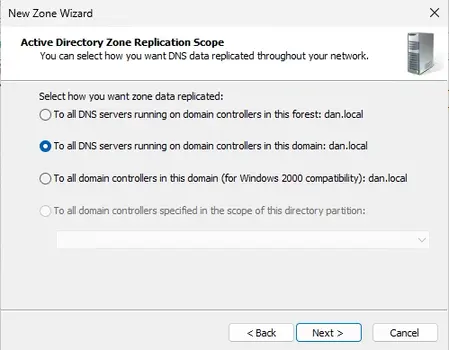 New Zone Wizard
Active Directory Zone Replication Scope
You can select how you want DNS data replicated throughout your network.
Select how you want zone data replicated:
To all DNS servers running on domain controllers in this forest: dan.local
To all DNS servers running on domain controllers in this domain: dan.local
To all domain controllers in this domain (for Windows 2000 compatibility): dan.local
To all domain controllers specified in the scope of this directory partition:
< Back Next > Cancel